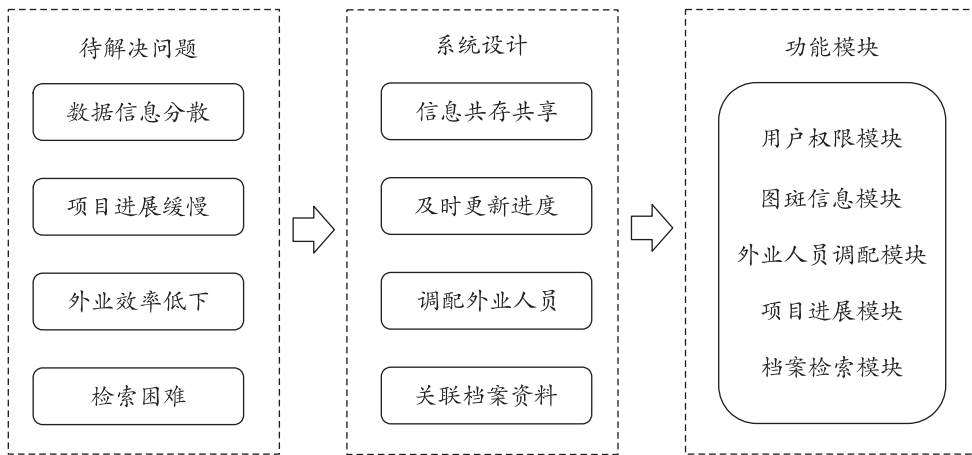 待解决问题
数据信息分散
项目进展缓慢
外业效率低下
检索困难
系统设计
信息共存共享
及时更新进度
调配外业人员
关联档案资料
功能模块
用户权限模块
图斑信息模块
外业人员调配模块
项目进展模块
档案检索模块